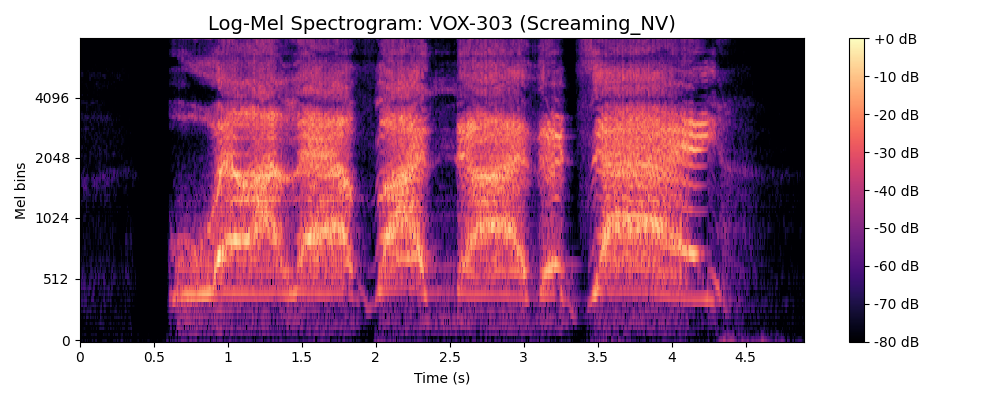 Log-Mel Spectrogram: VOX-303 (Screaming_NV)
+0 dB
-10 dB
-20 dB
-30 dB
-40 dB
-50 dB
-60 dB
-70 dB
-80 dB
Mel bins
4096
2048
1024
512
0
0 0.5 1 1.5 2 2.5 3 3.5 4 4.5
Time (s)